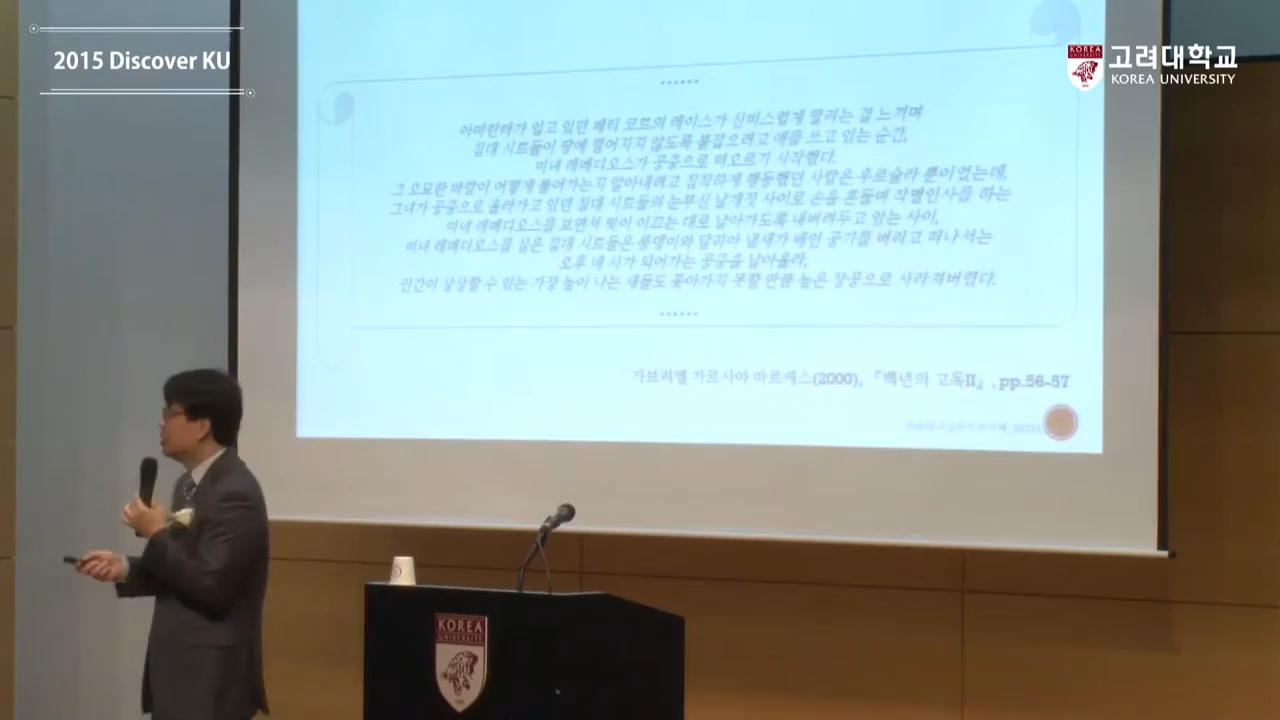 2015 Discover KU
KOREA
UNIVERSITY
고려대학교
KOREA UNIVERSITY
......
아마란타가 입고 있던 페티 코트의 레이스가 신비스럽게 떨리는 걸 느끼며
침대 시트들이 땅에 떨어지지 않도록 붙잡으려고 애를 쓰고 있는 순간,
미녀 레메디오스가 공중으로 떠오르기 시작했다.
그 오묘한 바람이 어떻게 불어가는지 알아내려고 침착하게 행동했던 사람은 우르술라 뿐이었는데,
그녀가 공중으로 올라가고 있던 침대 시트들의 눈부신 날개짓 사이로 손을 흔들며 작별인사를 하는
미녀 레메디오스를 보면서 빛이 이끄는 대로 날아가도록 내버려두고 있는 사이,
미녀 레메디오스를 실은 침대 시트들은 풍뎅이와 달리아 냄새가 배인 공기를 버리고 떠나서는
오후 네 시가 되어가는 공중을 날아올라,
인간이 상상할 수 있는 가장 높이 나는 새들도 쫓아가지 못할 만큼 높은 창공으로 사라져버렸다.
......
가브리엘 가르시아 마르케스(2000), 『백년의 고독II』, pp.56-57
KOREA
UNIVERSITY